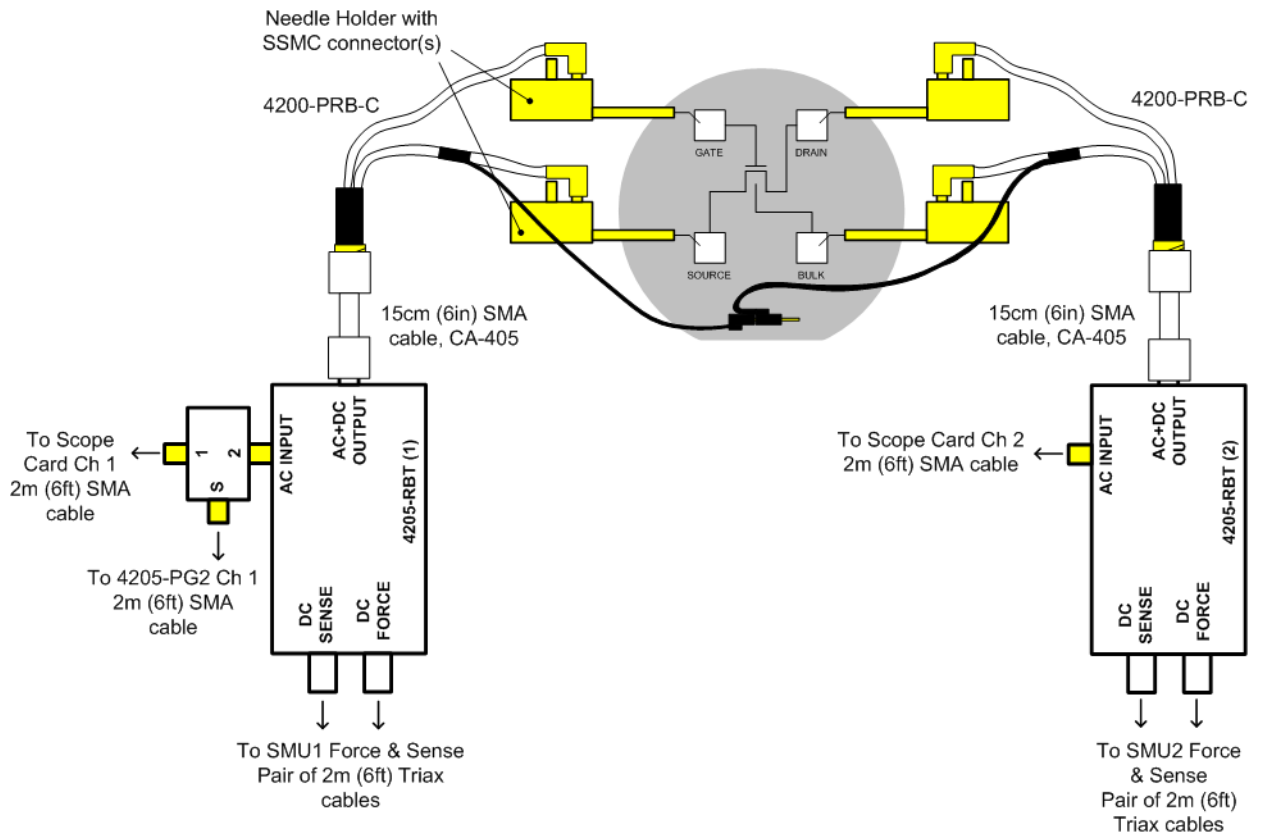 Needle Holder with
SSMC connector(s)
4200-PRB-C
4200-PRB-C
GATE
DRAIN
SOURCE
BULK
15cm (6in) SMA
cable, CA-405
15cm (6in) SMA
cable, CA-405
To Scope
Card Ch 1
2m (6ft) SMA
cable
1
2
S
To 4205-PG2 Ch 1
2m (6ft) SMA
cable
AC INPUT
AC+DC
OUTPUT
4205-RBT (1)
DC
SENSE
DC
FORCE
To SMU1 Force & Sense
Pair of 2m (6ft) Triax
cables
To Scope Card Ch 2
2m (6ft) SMA cable
AC INPUT
AC+DC
OUTPUT
4205-RBT (2)
DC
SENSE
DC
FORCE
To SMU2 Force
& Sense
Pair of 2m (6ft)
Triax cables